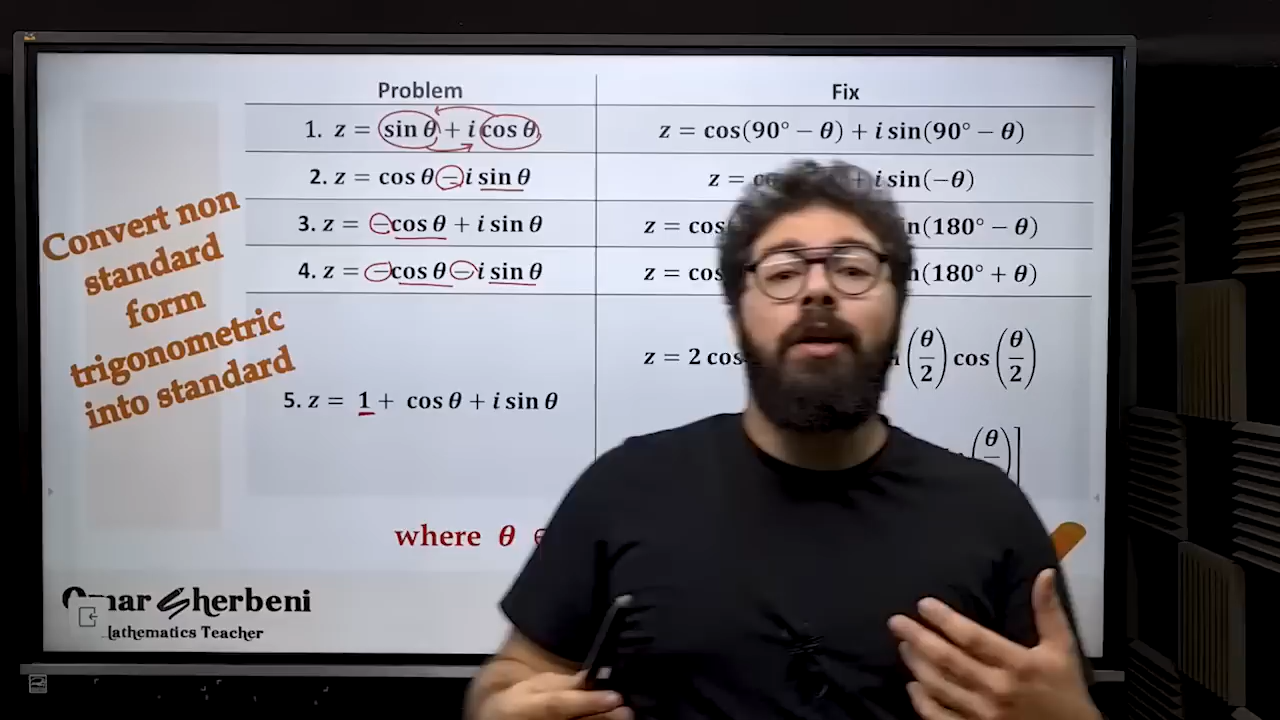 Problem
Fix
1. z = sin θ + i cos θ
z = cos(90° − θ) + i sin(90° − θ)
2. z = cos θ − i sin θ
z = i sin(−θ)
3. z = −cos θ + i sin θ
z = cos (180° − θ)
4. z = −cos θ − i sin θ
z = cos (180° + θ)
5. z = 1 + cos θ + i sin θ
z = 2 cos (θ/2) cos (θ/2)
(θ ]
Convert non
standard
form
trigonometric
into standard
where θ
Omar Sherbeni
Mathematics Teacher